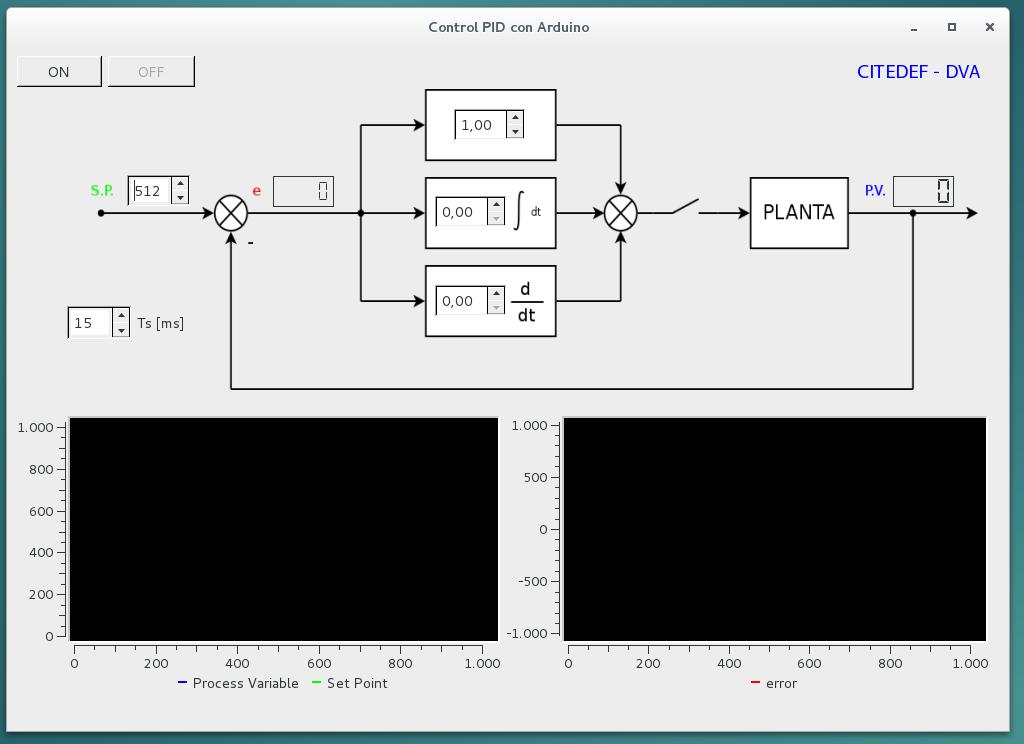 Control PID con Arduino
ON OFF
CITEDEF - DVA
1,00
S.P. 512 e 0
0,00 ∫ dt
PLANTA
P.V. 0
-
0,00 d
dt
15 Ts [ms]
1.000
800
600
400
200
0
0 200 400 600 800 1.000
Process Variable Set Point
1.000
500
0
-500
-1.000
0 200 400 600 800 1.000
error